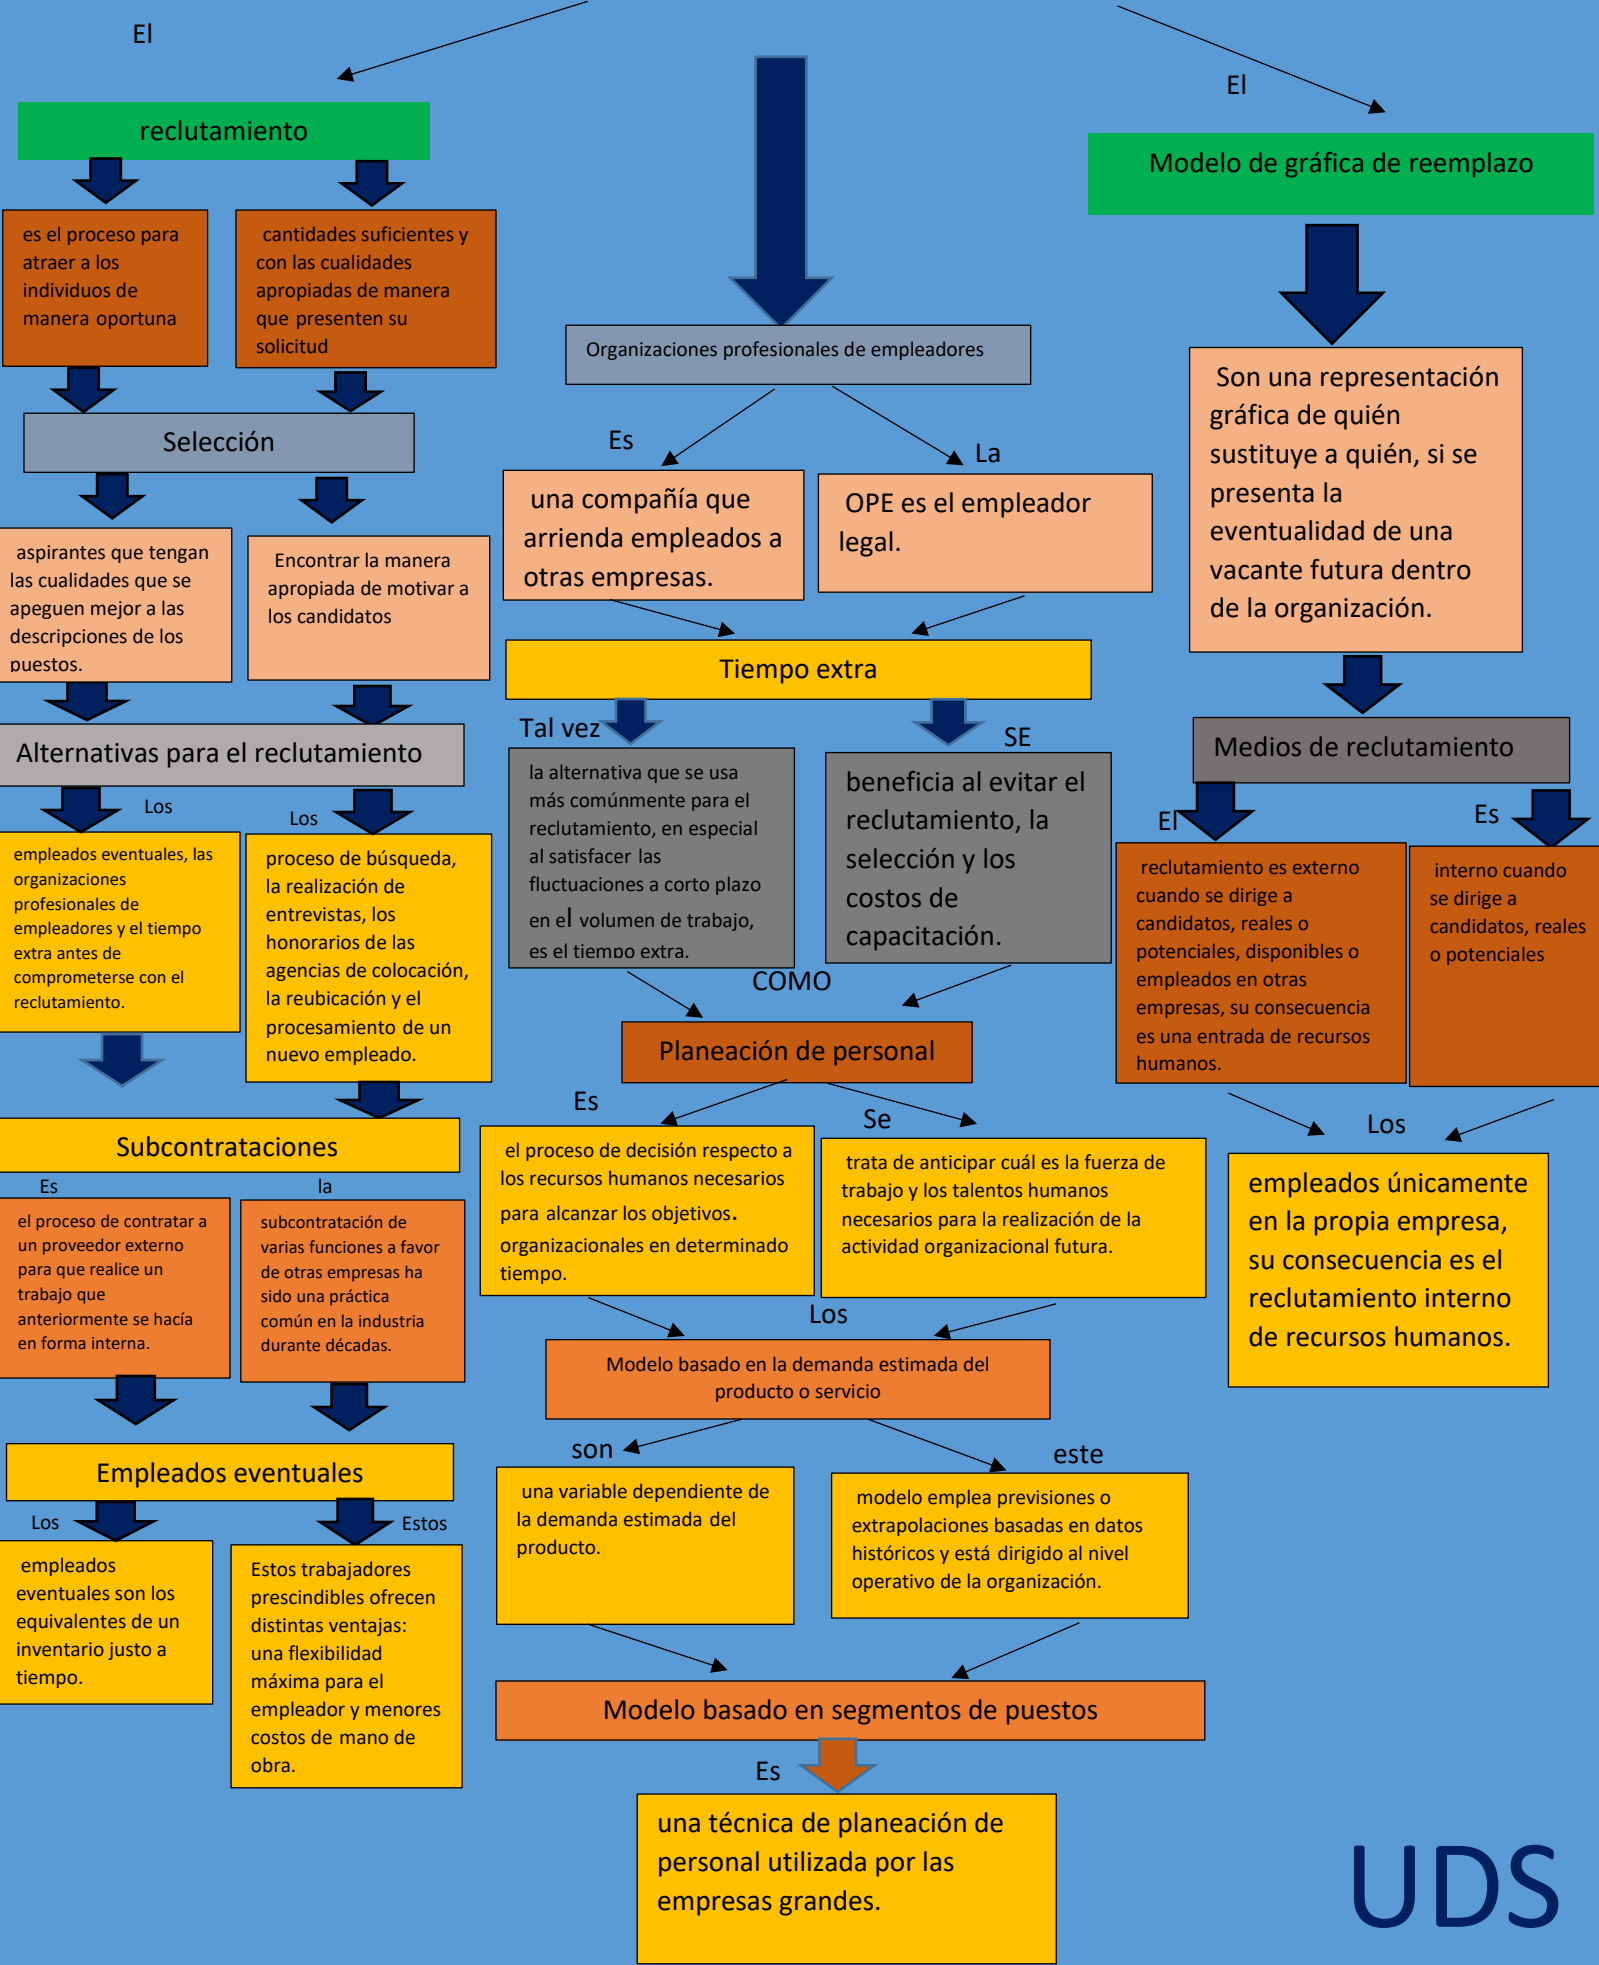 El
reclutamiento
es el proceso para
atraer a los
individuos de
manera oportuna
cantidades suficientes y
con las cualidades
apropiadas de manera
que presenten su
solicitud
Selección
aspirantes que tengan
las cualidades que se
apeguen mejor a las
descripciones de los
puestos.
Encontrar la manera
apropiada de motivar a
los candidatos
Alternativas para el reclutamiento
Los
Los
empleados eventuales, las
organizaciones
profesionales de
empleadores y el tiempo
extra antes de
comprometerse con el
reclutamiento.
proceso de búsqueda,
la realización de
entrevistas, los
honorarios de las
agencias de colocación,
la reubicación y el
procesamiento de un
nuevo empleado.
Subcontrataciones
Es
la
el proceso de contratar a
un proveedor externo
para que realice un
trabajo que
anteriormente se hacía
en forma interna.
subcontratación de
varias funciones a favor
de otras empresas ha
sido una práctica
común en la industria
durante décadas.
Empleados eventuales
Los
Estos
empleados
eventuales son los
equivalentes de un
inventario justo a
tiempo.
Estos trabajadores
prescindibles ofrecen
distintas ventajas:
una flexibilidad
máxima para el
empleador y menores
costos de mano de
obra.
Organizaciones profesionales de empleadores
Es
La
una compañía que
arrienda empleados a
otras empresas.
OPE es el empleador
legal.
Tiempo extra
Tal vez
SE
la alternativa que se usa
más comúnmente para el
reclutamiento, en especial
al satisfacer las
fluctuaciones a corto plazo
en el volumen de trabajo,
es el tiempo extra.
beneficia al evitar el
reclutamiento, la
selección y los
costos de
capacitación.
COMO
Planeación de personal
Es
Se
el proceso de decisión respecto a
los recursos humanos necesarios
para alcanzar los objetivos.
organizacionales en determinado
tiempo.
trata de anticipar cuál es la fuerza de
trabajo y los talentos humanos
necesarios para la realización de la
actividad organizacional futura.
Los
Modelo basado en la demanda estimada del
producto o servicio
son
este
una variable dependiente de
la demanda estimada del
producto.
modelo emplea previsiones o
extrapolaciones basadas en datos
históricos y está dirigido al nivel
operativo de la organización.
Modelo basado en segmentos de puestos
Es
una técnica de planeación de
personal utilizada por las
empresas grandes.
El
Modelo de gráfica de reemplazo
Son una representación
gráfica de quién
sustituye a quién, si se
presenta la
eventualidad de una
vacante futura dentro
de la organización.
Medios de reclutamiento
El
Es
reclutamiento es externo
cuando se dirige a
candidatos, reales o
potenciales, disponibles o
empleados en otras
empresas, su consecuencia
es una entrada de recursos
humanos.
interno cuando
se dirige a
candidatos, reales
o potenciales
Los
empleados únicamente
en la propia empresa,
su consecuencia es el
reclutamiento interno
de recursos humanos.
UDS